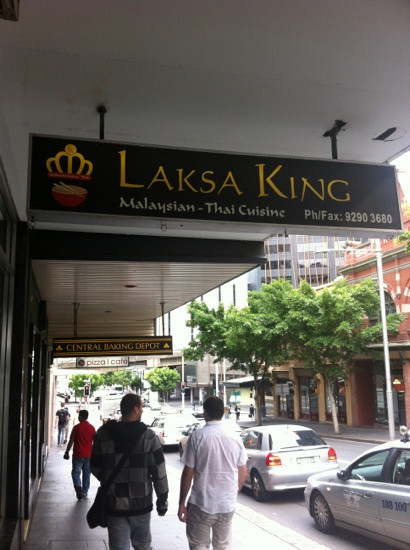 LAKSA KING
Malaysian - Thai Cuisine
Ph/Fax: 9290 3680
CENTRAL BAKING DEPOT
pizza | cafe